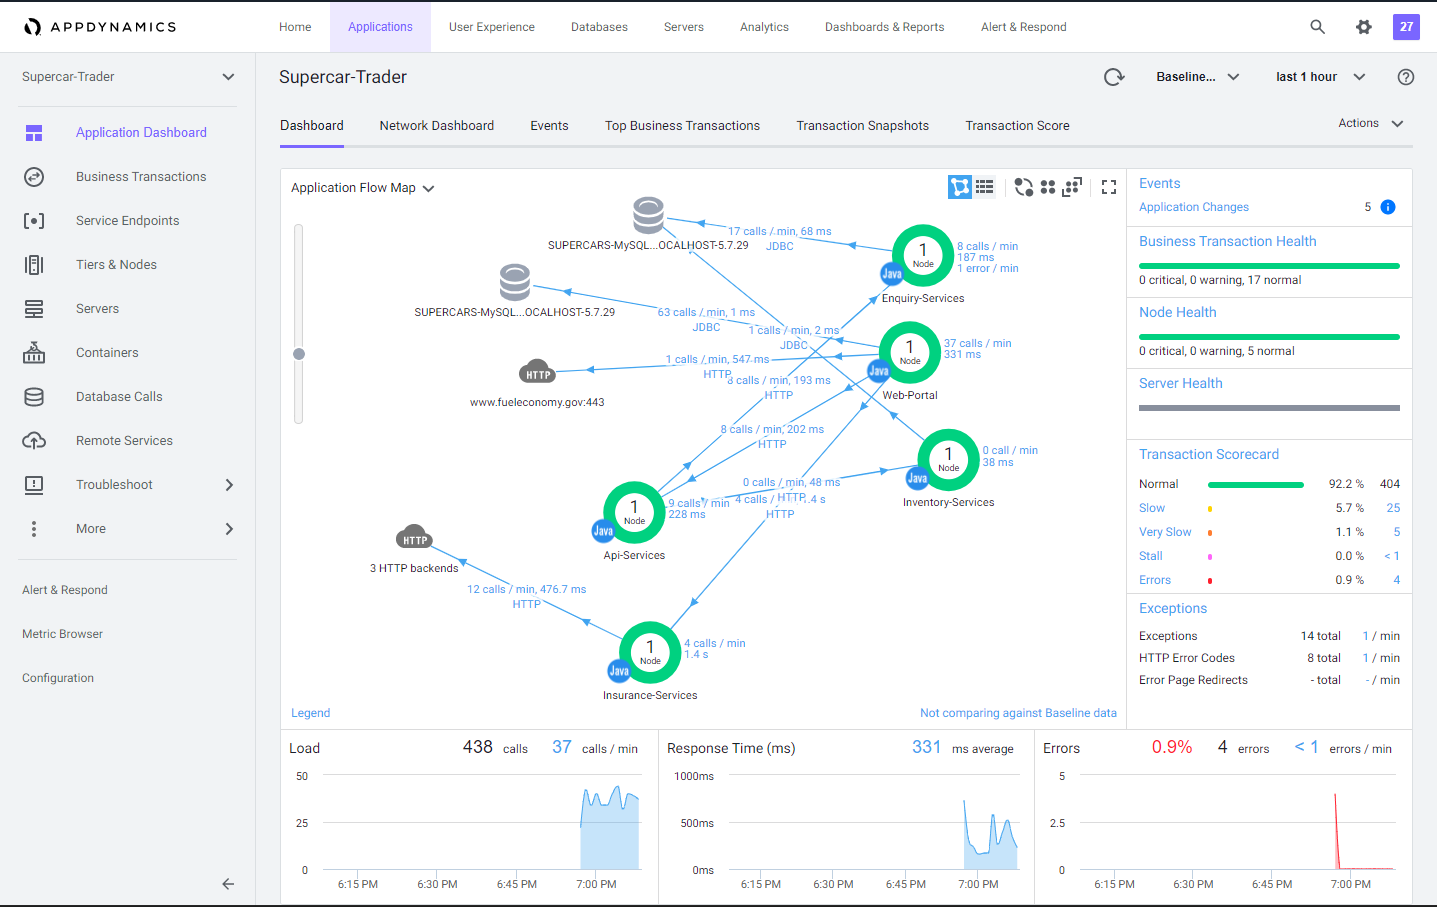 APPDYNAMICS
Home
Applications
User Experience
Databases
Servers
Analytics
Dashboards & Reports
Alert & Respond
27
Supercar-Trader
Application Dashboard
Business Transactions
Service Endpoints
Tiers & Nodes
Servers
Containers
Database Calls
Remote Services
Troubleshoot
More
Alert & Respond
Metric Browser
Configuration
Supercar-Trader
Baseline...
last 1 hour
Dashboard
Network Dashboard
Events
Top Business Transactions
Transaction Snapshots
Transaction Score
Actions
Application Flow Map
SUPERCARS-MySQL...OCALHOST-5.7.29
17 calls / min, 68 ms
JDBC
1
Node
Java
8 calls / min
187 ms
1 error / min
Enquiry-Services
SUPERCARS-MySQL...OCALHOST-5.7.29
63 calls / min, 1 ms
JDBC
1 calls / min, 2 ms
JDBC
1
Node
Java
37 calls / min
331 ms
Web-Portal
HTTP
www.fueleconomy.gov:443
1 calls / min, 547 ms
HTTP
calls / min, 193 ms
HTTP
8 calls / min, 202 ms
HTTP
1
Node
Java
0 call / min
38 ms
Inventory-Services
0 calls / min, 48 ms
HTTP
4 calls
.4 s
HTTP
1
Node
Java
9 calls / min
228 ms
Api-Services
HTTP
3 HTTP backends
12 calls / min, 476.7 ms
HTTP
1
Node
Java
4 calls / min
1.4 s
Insurance-Services
Legend
Not comparing against Baseline data
Events
Application Changes 5
Business Transaction Health
0 critical, 0 warning, 17 normal
Node Health
0 critical, 0 warning, 5 normal
Server Health
Transaction Scorecard
Normal 92.2 % 404
Slow 5.7 % 25
Very Slow 1.1 % 5
Stall 0.0 % < 1
Errors 0.9 % 4
Exceptions
Exceptions 14 total 1 / min
HTTP Error Codes 8 total 1 / min
Error Page Redirects - total - / min
Load 438 calls 37 calls / min
50
25
0
6:15 PM 6:30 PM 6:45 PM 7:00 PM
Response Time (ms) 331 ms average
1000ms
500ms
0ms
6:15 PM 6:30 PM 6:45 PM 7:00 PM
Errors 0.9% 4 errors < 1 errors / min
5
2.5
0
6:15 PM 6:30 PM 6:45 PM 7:00 PM